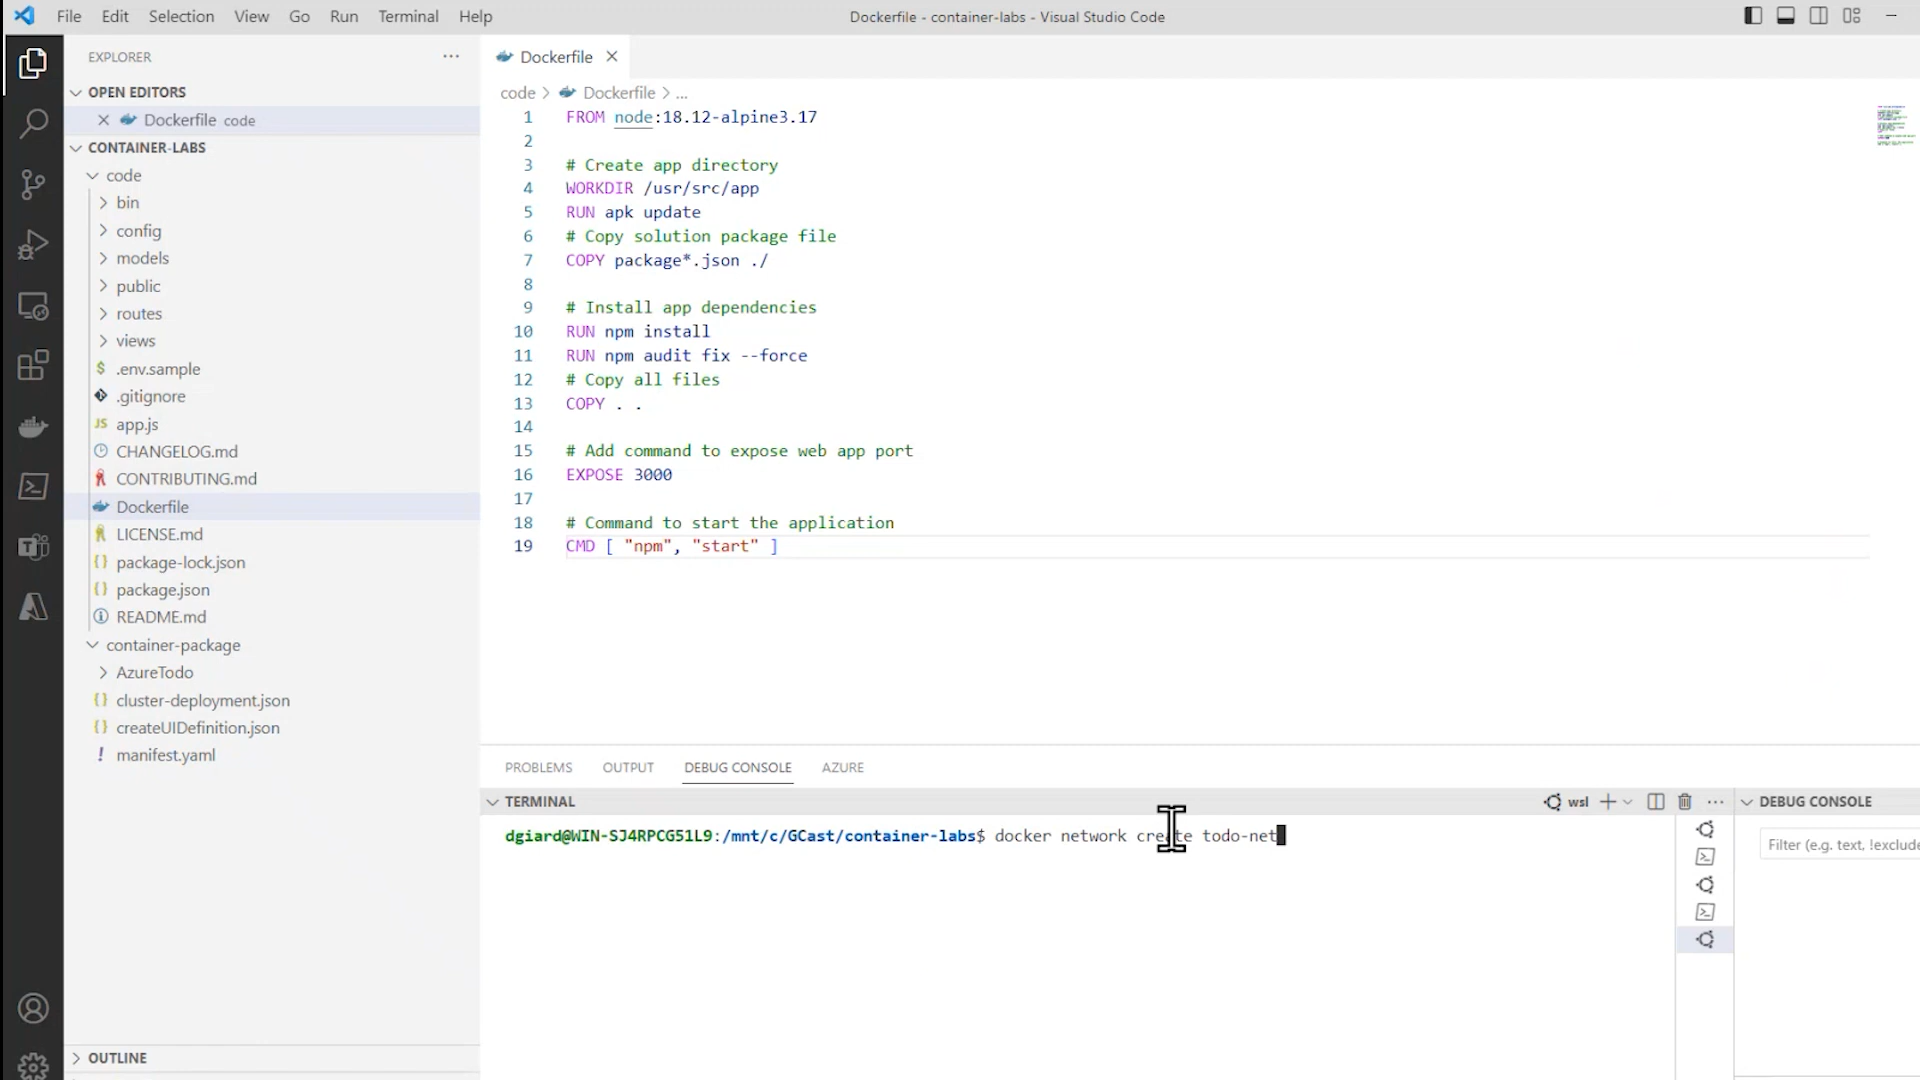 File Edit Selection View Go Run Terminal Help
Dockerfile - container-labs - Visual Studio Code
EXPLORER
OPEN EDITORS
Dockerfile code
CONTAINER-LABS
code
bin
config
models
public
routes
views
$ .env.sample
.gitignore
JS app.js
CHANGELOG.md
CONTRIBUTING.md
Dockerfile
LICENSE.md
{} package-lock.json
{} package.json
README.md
container-package
AzureTodo
{} cluster-deployment.json
{} createUIDefinition.json
! manifest.yaml
OUTLINE
Dockerfile
code > Dockerfile > ...
1 FROM node:18.12-alpine3.17
2
3 # Create app directory
4 WORKDIR /usr/src/app
5 RUN apk update
6 # Copy solution package file
7 COPY package*.json ./
8
9 # Install app dependencies
10 RUN npm install
11 RUN npm audit fix --force
12 # Copy all files
13 COPY . .
14
15 # Add command to expose web app port
16 EXPOSE 3000
17
18 # Command to start the application
19 CMD [ "npm", "start" ]
PROBLEMS OUTPUT DEBUG CONSOLE AZURE
TERMINAL
wsl
dgiard@WIN-SJ4RPCG51L9:/mnt/c/GCast/container-labs$ docker network create todo-net
DEBUG CONSOLE
Filter (e.g. text, !exclude